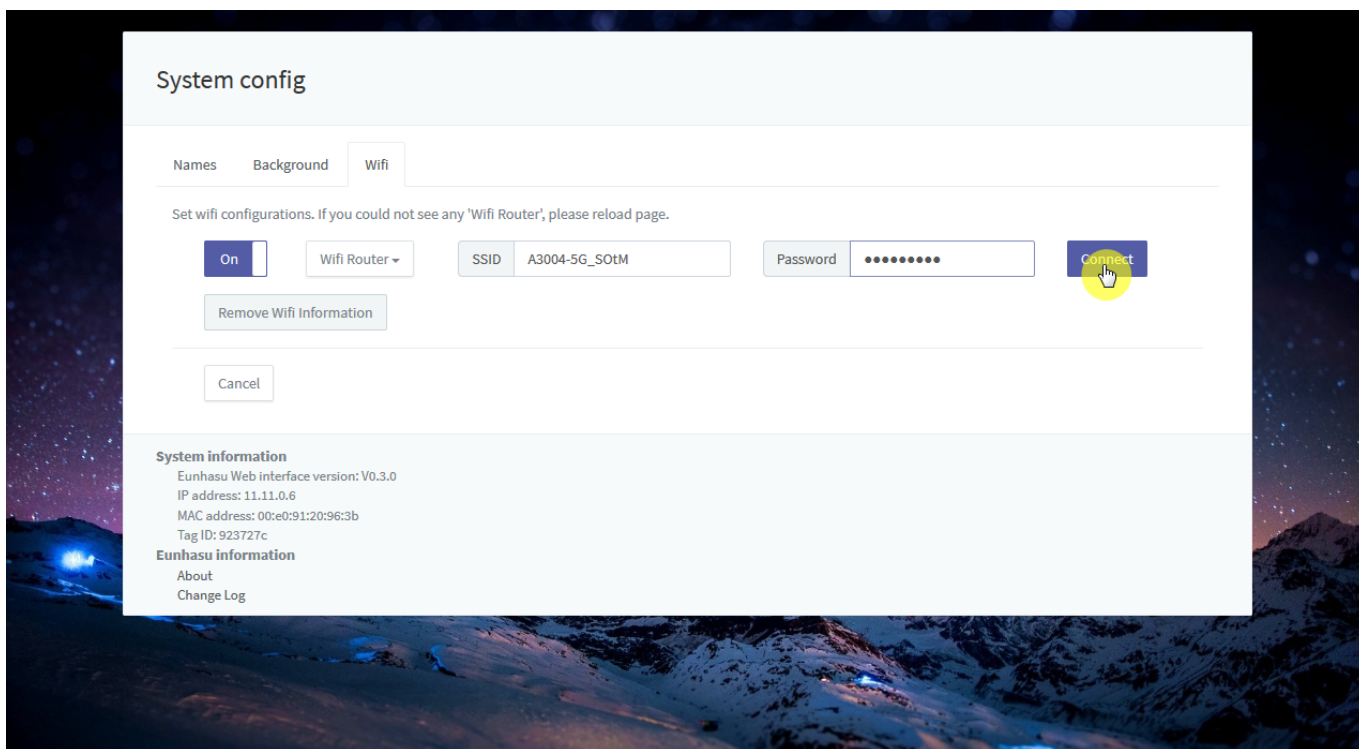 System config
Names Background Wifi
Set wifi configurations. If you could not see any 'Wifi Router', please reload page.
On Wifi Router SSID A3004-5G_SOtM Password ●●●●●●●●● Connect
Remove Wifi Information
Cancel
System information
Eunhasu Web interface version: V0.3.0
IP address: 11.11.0.6
MAC address: 00:e0:91:20:96:3b
Tag ID: 923727c
Eunhasu information
About
Change Log